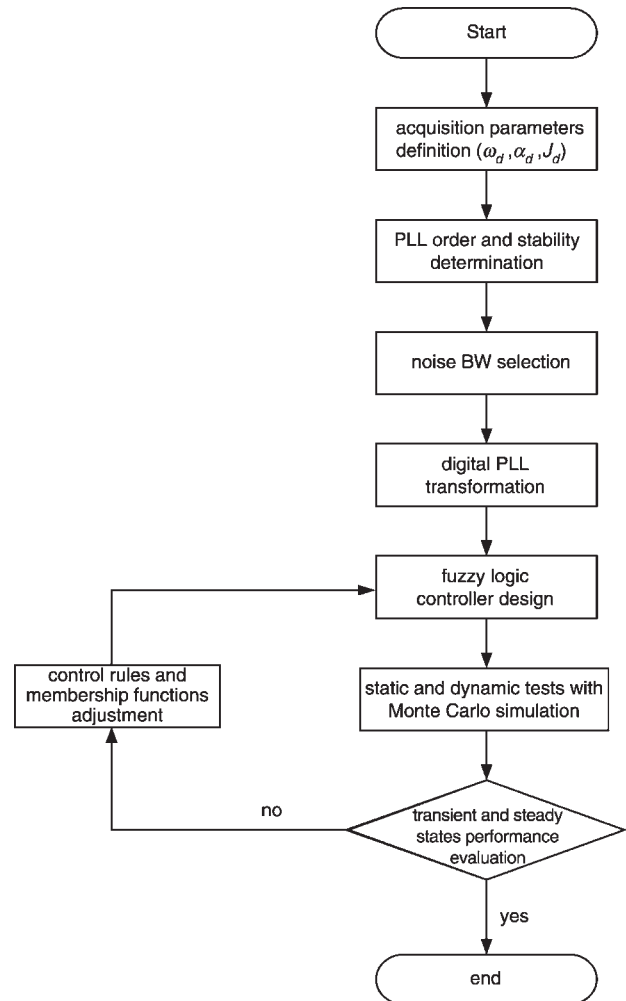 Start
acquisition parameters
definition (ω_d, α_d, J_d)
PLL order and stability
determination
noise BW selection
digital PLL
transformation
fuzzy logic
controller design
control rules and
membership functions
adjustment
static and dynamic tests with
Monte Carlo simulation
no
transient and steady
states performance
evaluation
yes
end